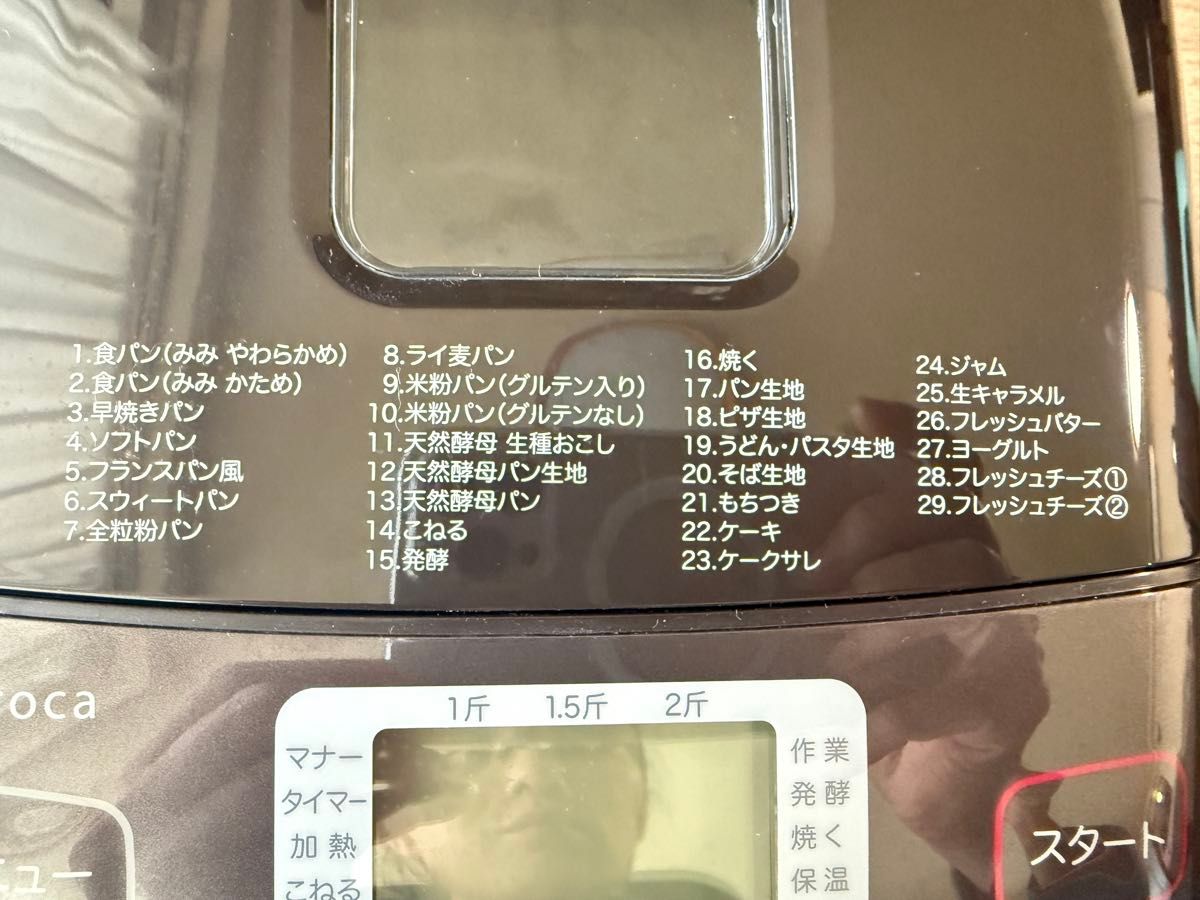 1.食パン(みみ やわらかめ)
2.食パン(みみ かため)
3.早焼きパン
4.ソフトパン
5.フランスパン風
6.スウィートパン
7.全粒粉パン
8.ライ麦パン
9.米粉パン(グルテン入り)
10.米粉パン(グルテンなし)
11.天然酵母 生種おこし
12.天然酵母パン生地
13.天然酵母パン
14.こねる
15.発酵
16.焼く
17.パン生地
18.ピザ生地
19.うどん・パスタ生地
20.そば生地
21.もちつき
22.ケーキ
23.ケークサレ
24.ジャム
25.生キャラメル
26.フレッシュバター
27.ヨーグルト
28.フレッシュチーズ①
29.フレッシュチーズ②
roca
1斤 1.5斤 2斤
マナー
タイマー
加熱
こねる
作業
発酵
焼く
保温
ニュー
スタート